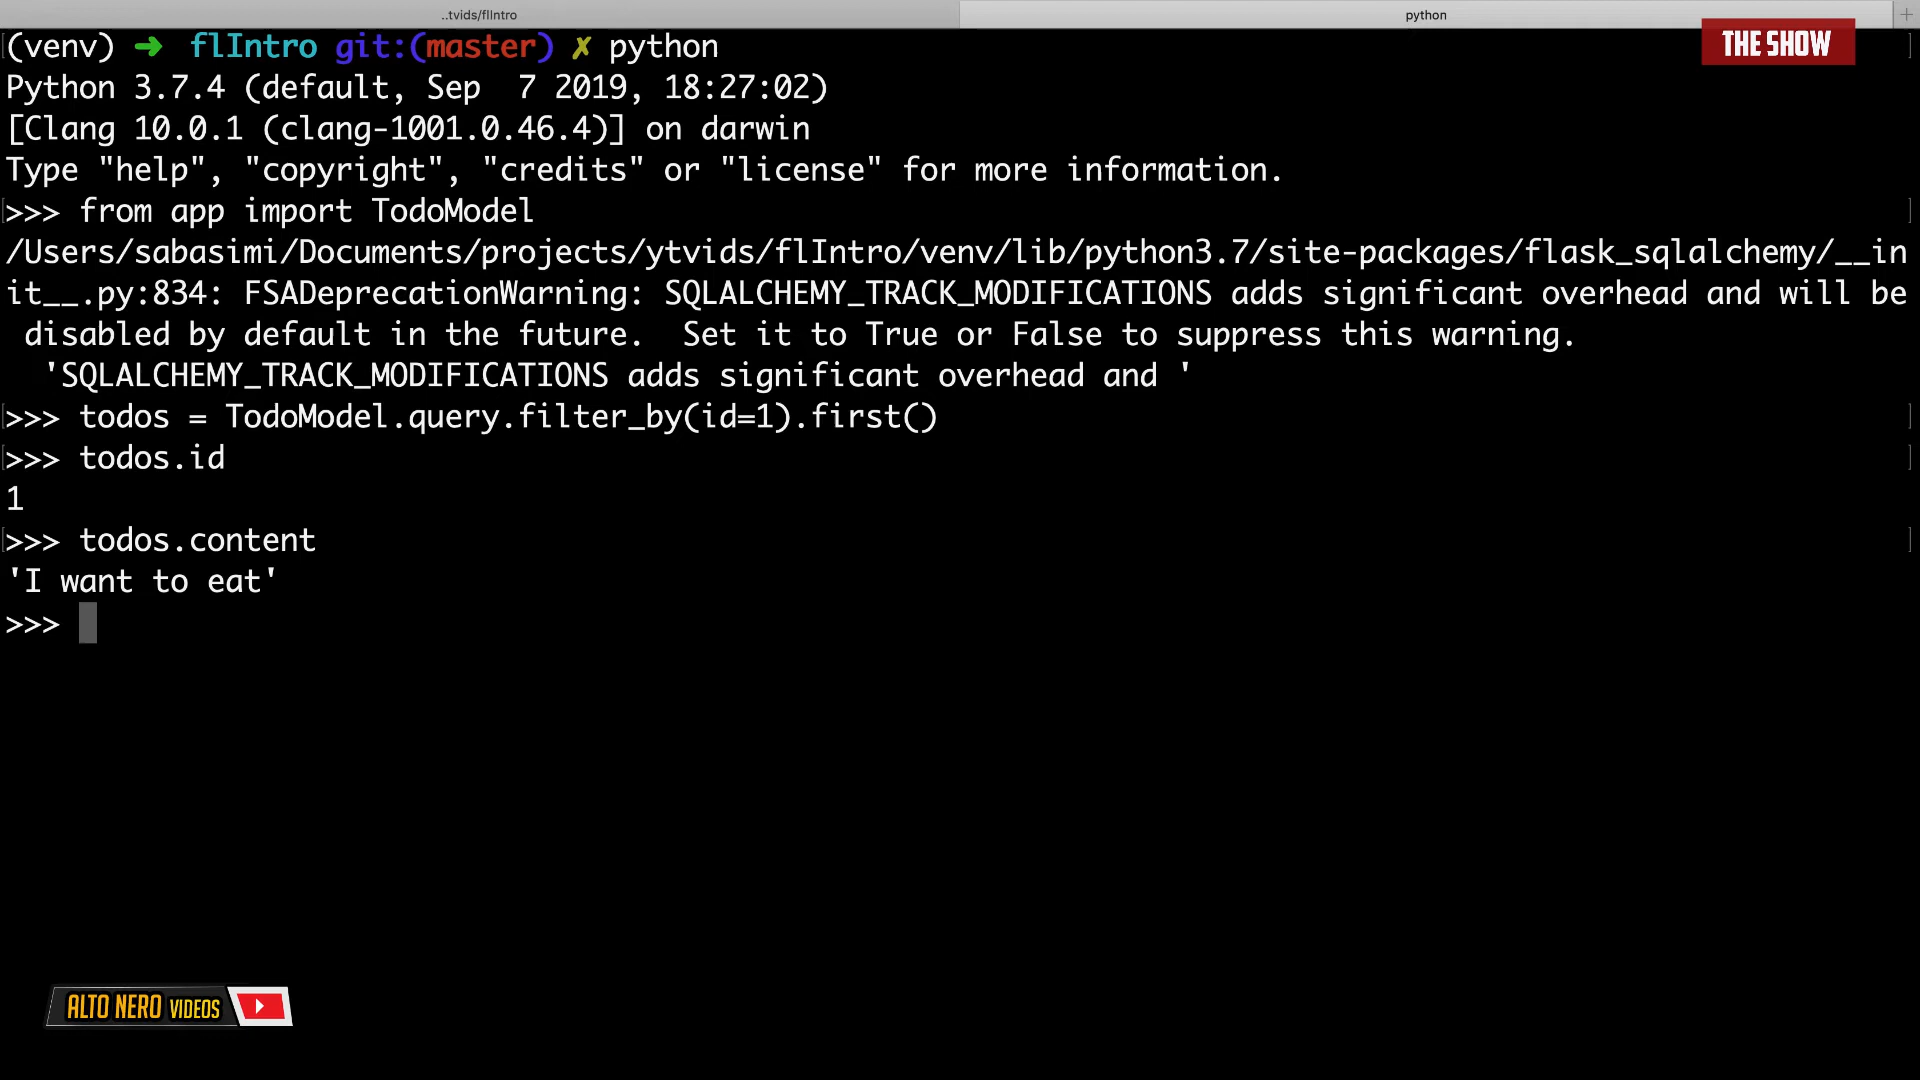 ..tvids/flIntro
python
(venv) ➜ flIntro git:(master) ✗ python
THE SHOW
Python 3.7.4 (default, Sep  7 2019, 18:27:02)
[Clang 10.0.1 (clang-1001.0.46.4)] on darwin
Type "help", "copyright", "credits" or "license" for more information.
>>> from app import TodoModel
/Users/sabasimi/Documents/projects/ytvids/flIntro/venv/lib/python3.7/site-packages/flask_sqlalchemy/__in
it__.py:834: FSADeprecationWarning: SQLALCHEMY_TRACK_MODIFICATIONS adds significant overhead and will be
 disabled by default in the future.  Set it to True or False to suppress this warning.
  'SQLALCHEMY_TRACK_MODIFICATIONS adds significant overhead and '
>>> todos = TodoModel.query.filter_by(id=1).first()
>>> todos.id
1
>>> todos.content
'I want to eat'
>>>
ALTO NERO VIDEOS